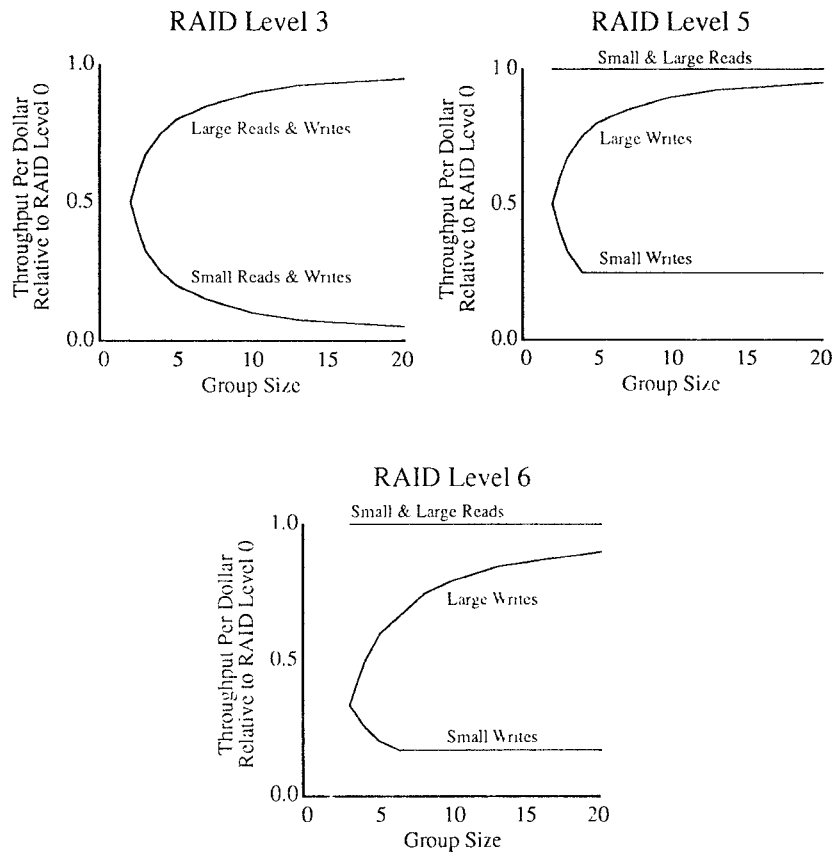 RAID Level 3
Throughput Per Dollar
Relative to RAID Level 0
1.0
0.5
0.0
Large Reads & Writes
Small Reads & Writes
0 5 10 15 20
Group Size
RAID Level 5
Throughput Per Dollar
Relative to RAID Level 0
1.0
0.5
0.0
Small & Large Reads
Large Writes
Small Writes
0 5 10 15 20
Group Size
RAID Level 6
Throughput Per Dollar
Relative to RAID Level 0
1.0
0.5
0.0
Small & Large Reads
Large Writes
Small Writes
0 5 10 15 20
Group Size